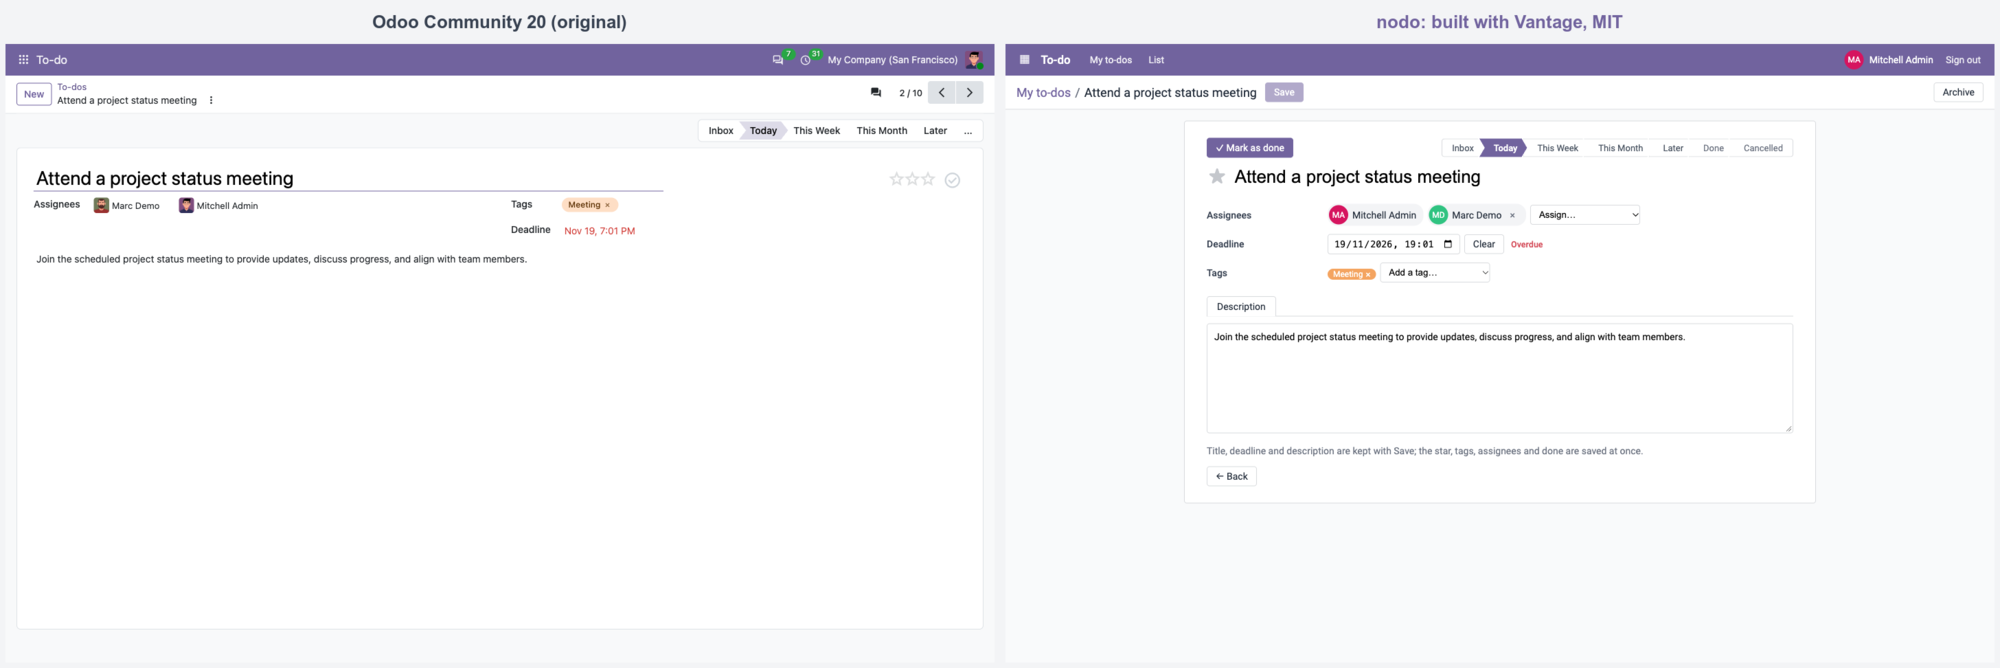 Odoo Community 20 (original)
To-do
7
31
My Company (San Francisco)
New
To-dos
Attend a project status meeting
2 / 10
Inbox
Today
This Week
This Month
Later
...
Attend a project status meeting
Assignees
Marc Demo
Mitchell Admin
Tags
Meeting ×
Deadline
Nov 19, 7:01 PM
Join the scheduled project status meeting to provide updates, discuss progress, and align with team members.
nodo: built with Vantage, MIT
To-do
My to-dos
List
MA
Mitchell Admin
Sign out
My to-dos / Attend a project status meeting
Save
Archive
✓ Mark as done
Inbox
Today
This Week
This Month
Later
Done
Cancelled
★ Attend a project status meeting
Assignees
MA Mitchell Admin
MD Marc Demo ×
Assign...
Deadline
19/11/2026, 19:01
Clear
Overdue
Tags
Meeting ×
Add a tag...
Description
Join the scheduled project status meeting to provide updates, discuss progress, and align with team members.
Title, deadline and description are kept with Save; the star, tags, assignees and done are saved at once.
← Back